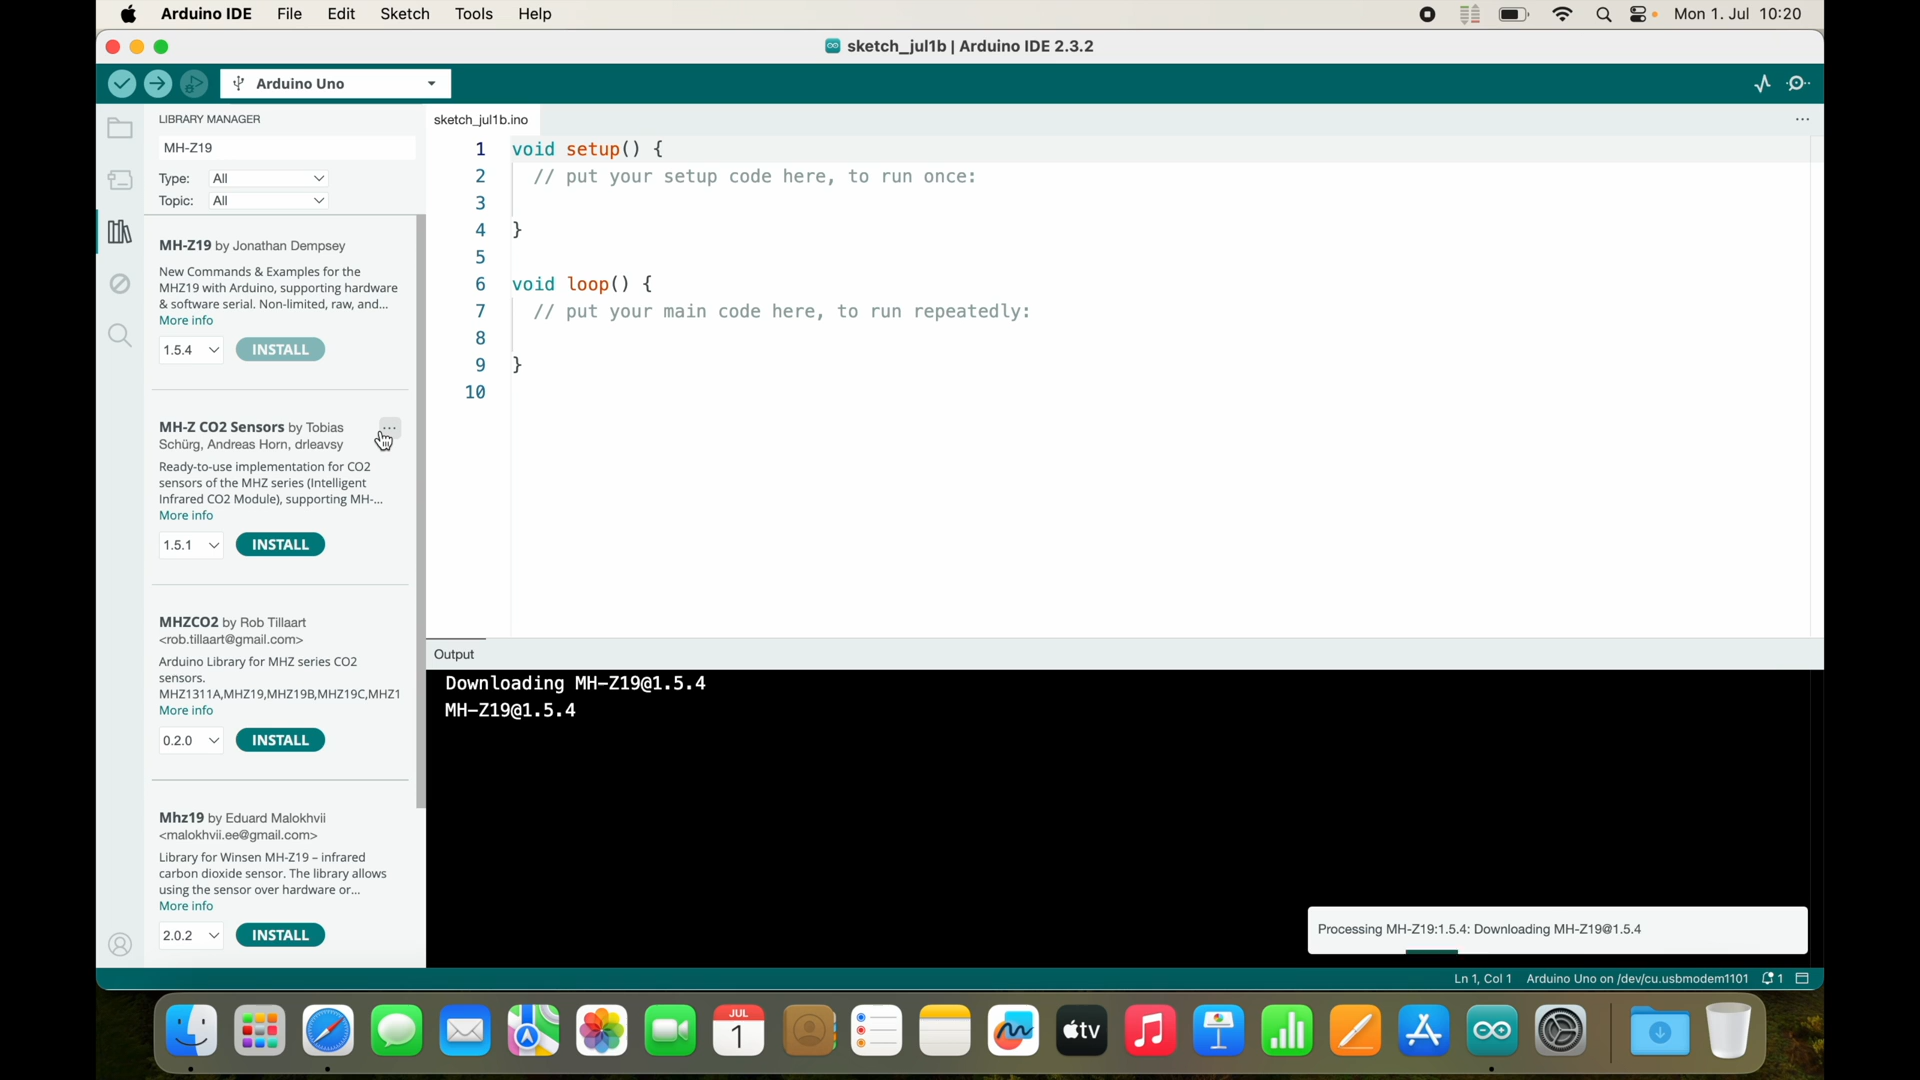 Arduino IDE File Edit Sketch Tools Help
Mon 1. Jul 10:20
sketch_jul1b | Arduino IDE 2.3.2
Arduino Uno
LIBRARY MANAGER
MH-Z19
Type: All
Topic: All
MH-Z19 by Jonathan Dempsey
New Commands & Examples for the
MHZ19 with Arduino, supporting hardware
& software serial. Non-limited, raw, and...
More info
1.5.4 INSTALL
MH-Z CO2 Sensors by Tobias
Schürg, Andreas Horn, drleavsy
Ready-to-use implementation for CO2
sensors of the MHZ series (Intelligent
Infrared CO2 Module), supporting MH-...
More info
1.5.1 INSTALL
MHZCO2 by Rob Tillaart
<rob.tillaart@gmail.com>
Arduino Library for MHZ series CO2
sensors.
MHZ1311A,MHZ19,MHZ19B,MHZ19C,MHZ1
More info
0.2.0 INSTALL
Mhz19 by Eduard Malokhvii
<malokhvii.ee@gmail.com>
Library for Winsen MH-Z19 – infrared
carbon dioxide sensor. The library allows
using the sensor over hardware or...
More info
2.0.2 INSTALL
sketch_jul1b.ino
1 void setup() {
2 // put your setup code here, to run once:
3
4 }
5
6 void loop() {
7 // put your main code here, to run repeatedly:
8
9 }
10
Output
Downloading MH-Z19@1.5.4
MH-Z19@1.5.4
Processing MH-Z19:1.5.4: Downloading MH-Z19@1.5.4
Ln 1, Col 1 Arduino Uno on /dev/cu.usbmodem1101 1
JUL
1
tv